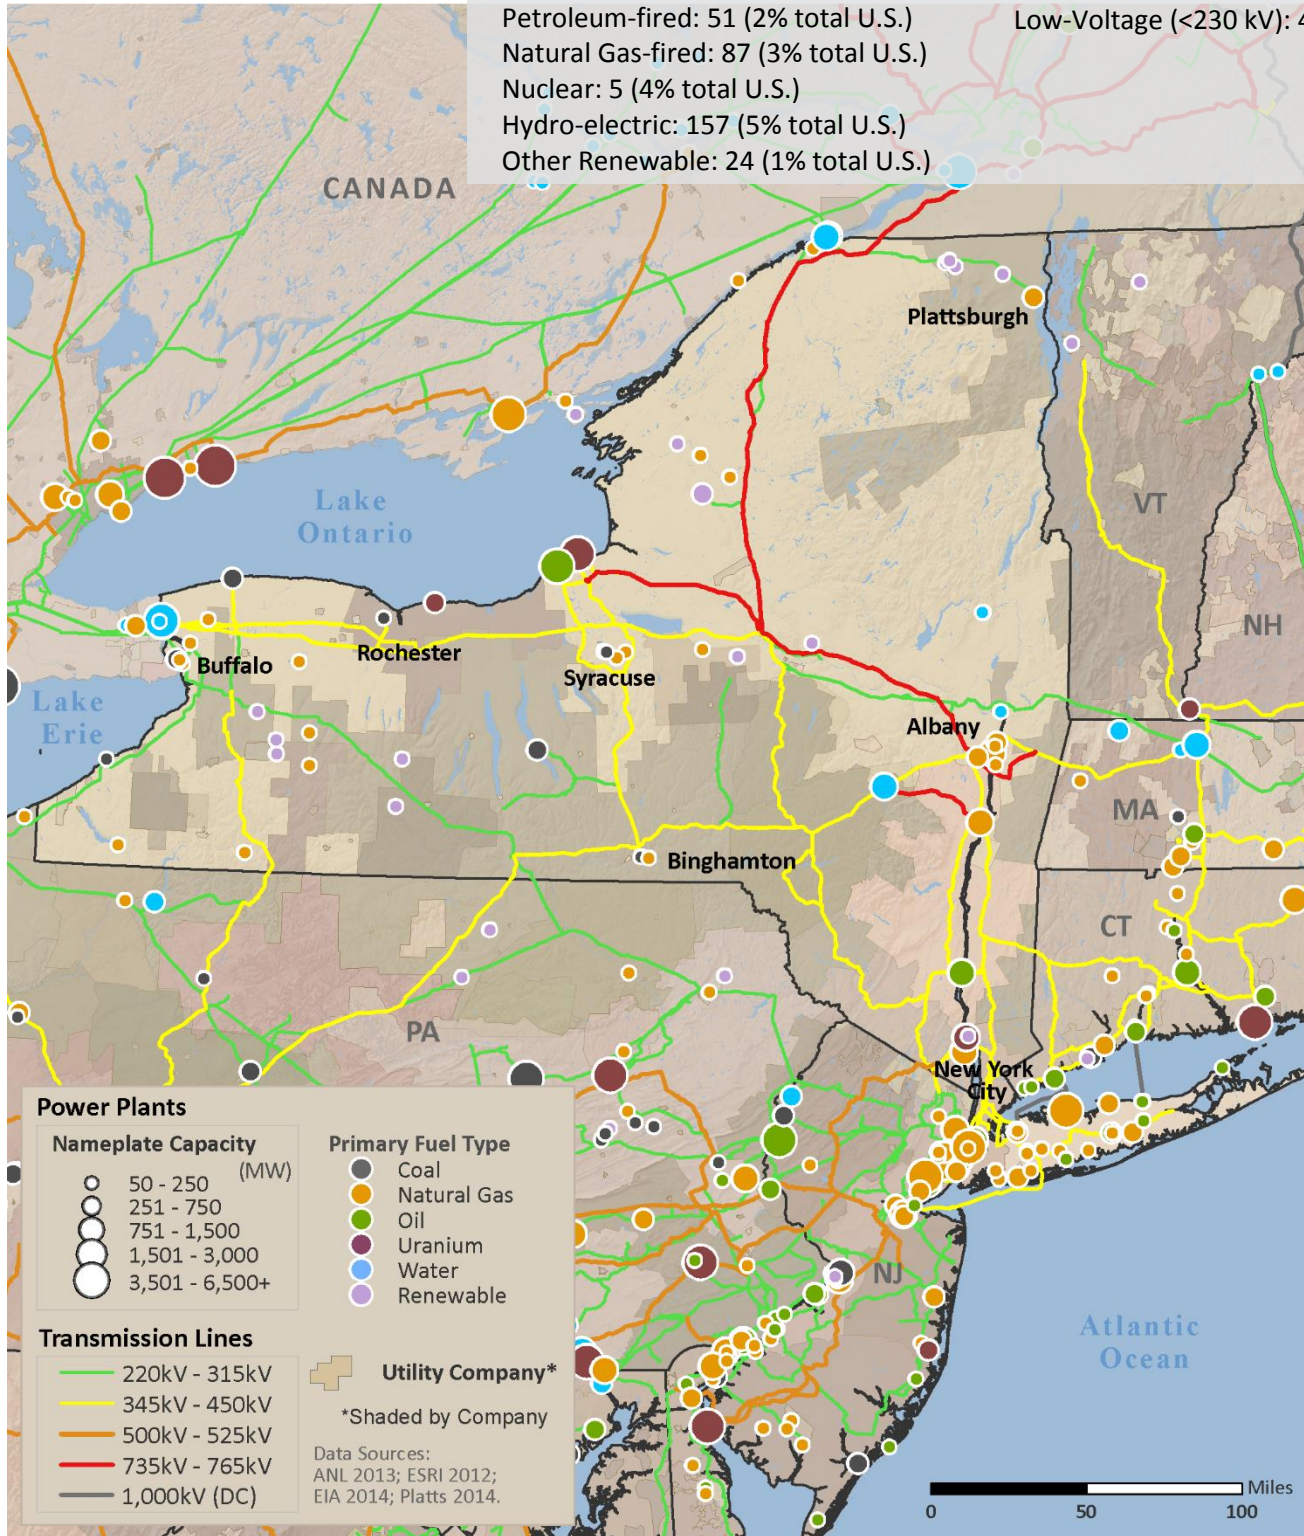 Petroleum-fired: 51 (2% total U.S.)
Low-Voltage (<230 kV): 4
Natural Gas-fired: 87 (3% total U.S.)
Nuclear: 5 (4% total U.S.)
Hydro-electric: 157 (5% total U.S.)
Other Renewable: 24 (1% total U.S.)
CANADA
Plattsburgh
Lake
Ontario
VT
NH
Rochester
Buffalo
Syracuse
Lake
Erie
Albany
MA
Binghamton
CT
PA
New York
City
NJ
Atlantic
Ocean
Power Plants
Nameplate Capacity
(MW)
50 - 250
251 - 750
751 - 1,500
1,501 - 3,000
3,501 - 6,500+
Primary Fuel Type
Coal
Natural Gas
Oil
Uranium
Water
Renewable
Transmission Lines
220kV - 315kV
345kV - 450kV
500kV - 525kV
735kV - 765kV
1,000kV (DC)
Utility Company*
*Shaded by Company
Data Sources:
ANL 2013; ESRI 2012;
EIA 2014; Platts 2014.
Miles
0 50 100